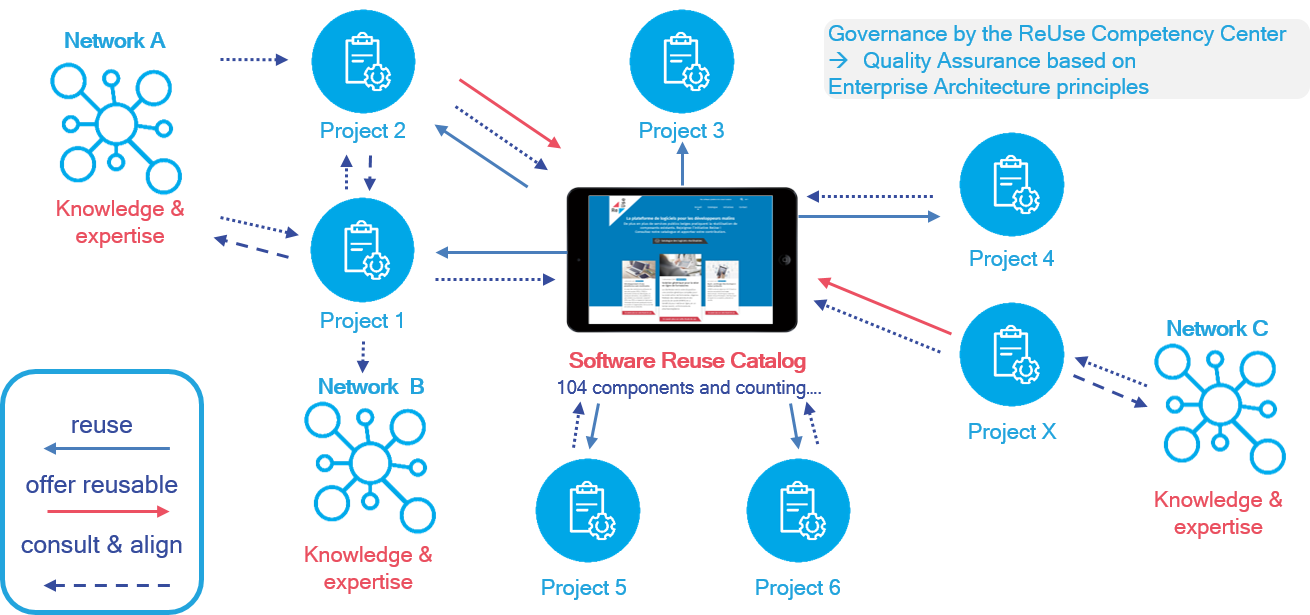 Network A
Knowledge &
expertise
Project 2
Project 3
Governance by the ReUse Competency Center
→ Quality Assurance based on
Enterprise Architecture principles
Project 1
Project 4
La plateforme de logiciels pour les développeurs malins
Software Reuse Catalog
104 components and counting....
Project X
Network C
Knowledge &
expertise
Network B
Knowledge &
expertise
Project 5
Project 6
reuse
offer reusable
consult & align